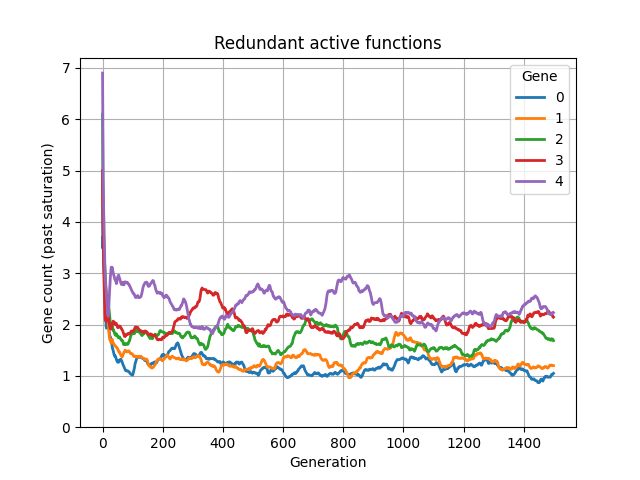 Redundant active functions
Gene
0
1
2
3
4
Gene count (past saturation)
7
6
5
4
3
2
1
0
0 200 400 600 800 1000 1200 1400
Generation